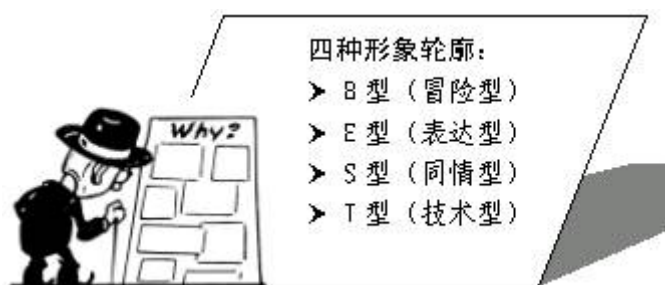 四种形象轮廓：
➤ B型（冒险型）
➤ E型（表达型）
➤ S型（同情型）
➤ T型（技术型）
Why?